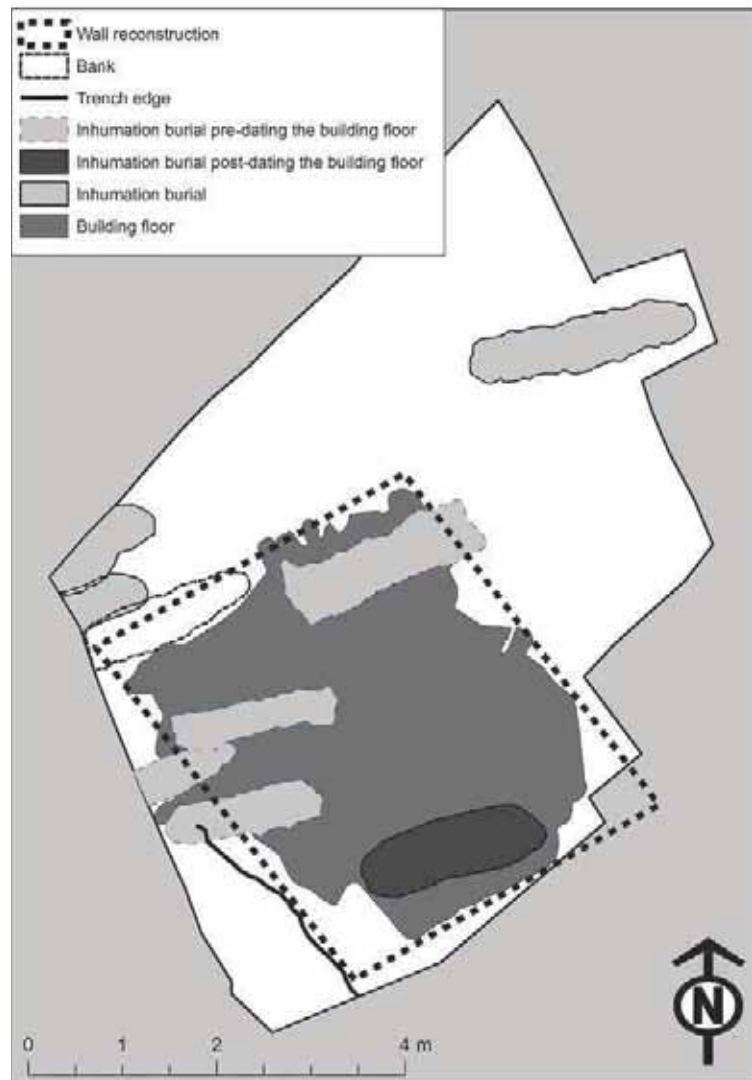 Wall reconstruction
Bank
Trench edge
Inhumation burial pre-dating the building floor
Inhumation burial post-dating the building floor
Inhumation burial
Building floor
N
0 1 2 4 m